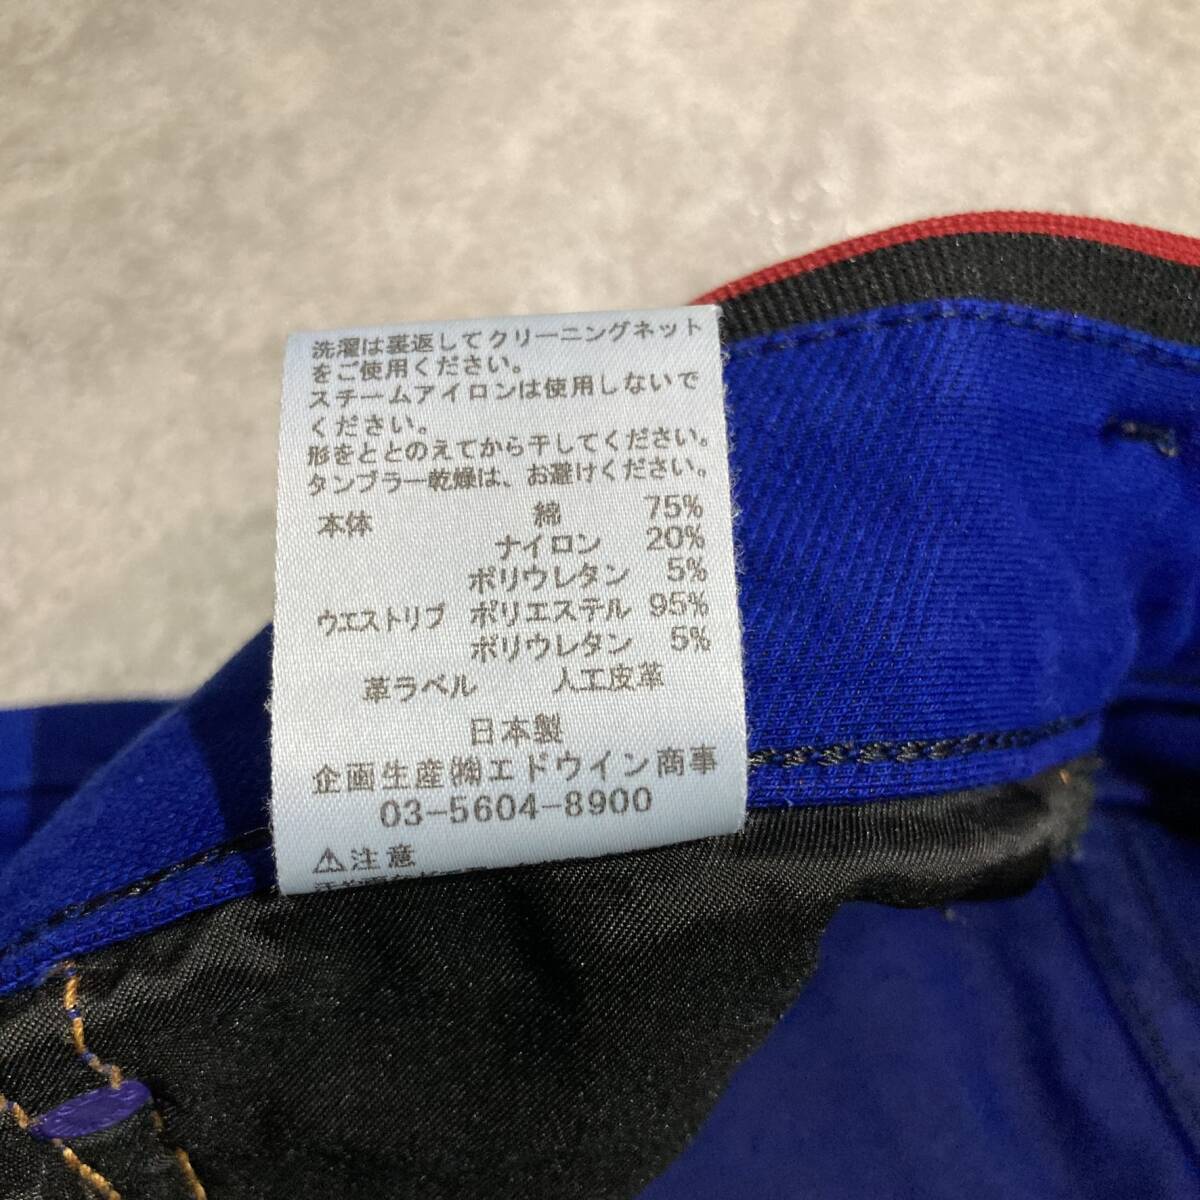 洗濯は裏返してクリーニングネット
をご使用ください。
スチームアイロンは使用しないで
ください。
形をととのえてから干してください。
タンブラー乾燥は、お避けください。
本体 綿 75%
ナイロン 20%
ポリウレタン 5%
ウエストリブ ポリエステル 95%
ポリウレタン 5%
革ラベル 人工皮革
日本製
企画生産㈱エドウイン商事
03-5604-8900
⚠注意